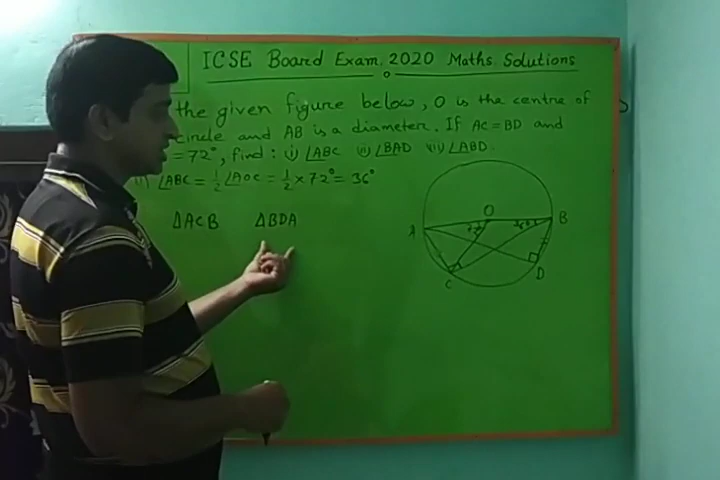 ICSE Board Exam. 2020 Maths Solutions
the given figure below, O is the centre of
circle and AB is a diameter. If AC = BD and
= 72°, find : (i) ∠ABC (ii) ∠BAD (iii) ∠ABD.
∠ABC = 1/2 ∠AOC = 1/2 × 72° = 36°
ΔACB ΔBDA
O
A
B
72°
36°
C
D